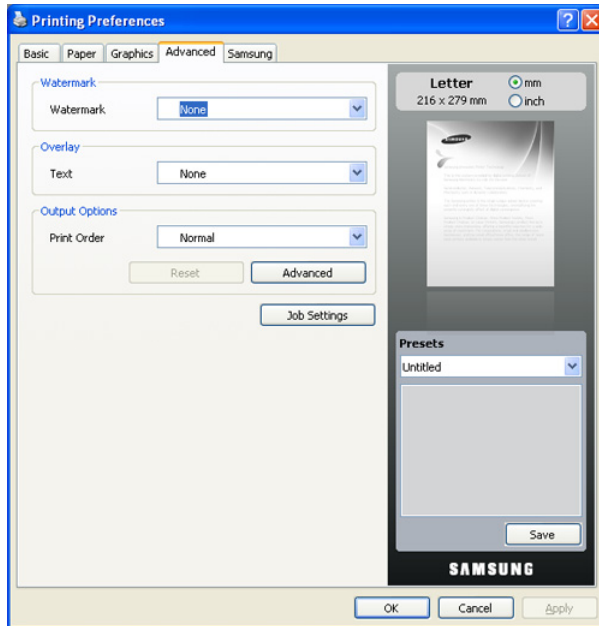 Printing Preferences
Basic
Paper
Graphics
Advanced
Samsung
Watermark
Watermark
None
Overlay
Text
None
Output Options
Print Order
Normal
Reset
Advanced
Job Settings
Letter
216 x 279 mm
mm
inch
SAMSUNG
Presets
Untitled
Save
SAMSUNG
OK
Cancel
Apply